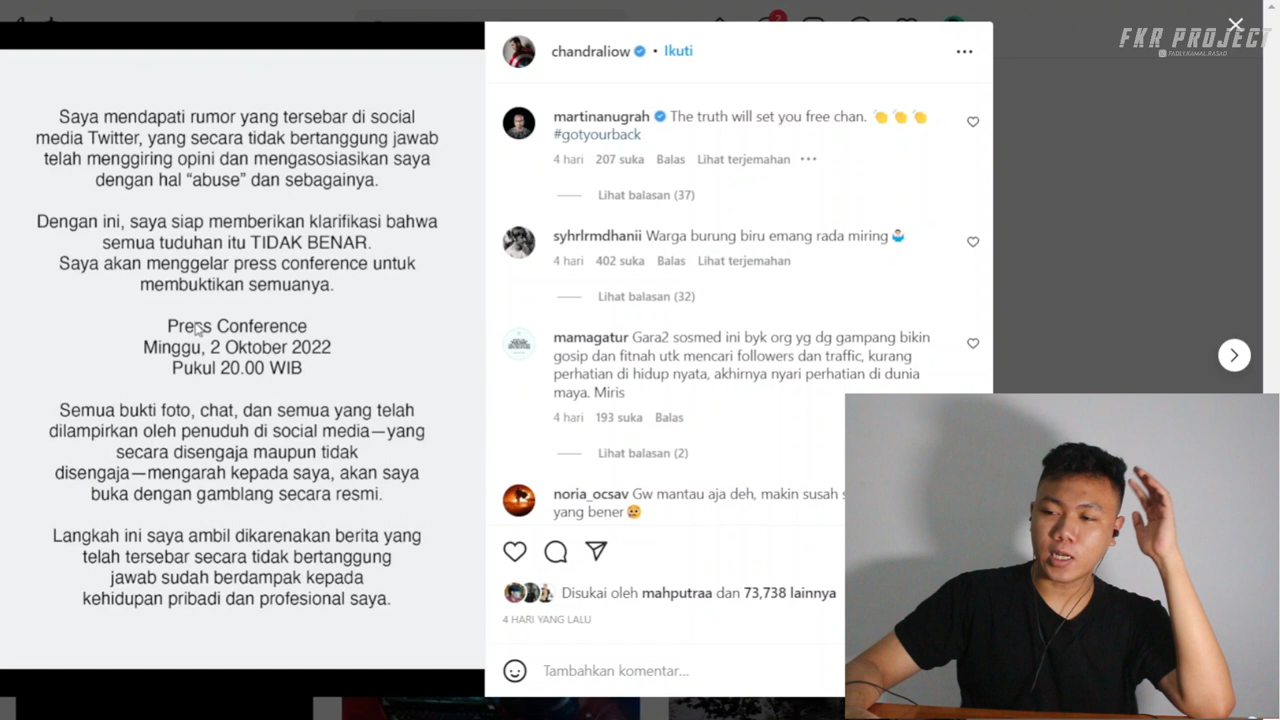 2
FKR PROJECT
FADLY.KAMAL.RASAD
Saya mendapati rumor yang tersebar di social
media Twitter, yang secara tidak bertanggung jawab
telah menggiring opini dan mengasosiasikan saya
dengan hal “abuse” dan sebagainya.
Dengan ini, saya siap memberikan klarifikasi bahwa
semua tuduhan itu TIDAK BENAR.
Saya akan menggelar press conference untuk
membuktikan semuanya.
Press Conference
Minggu, 2 Oktober 2022
Pukul 20.00 WIB
Semua bukti foto, chat, dan semua yang telah
dilampirkan oleh penuduh di social media—yang
secara disengaja maupun tidak
disengaja—mengarah kepada saya, akan saya
buka dengan gamblang secara resmi.
Langkah ini saya ambil dikarenakan berita yang
telah tersebar secara tidak bertanggung
jawab sudah berdampak kepada
kehidupan pribadi dan profesional saya.
chandraliow • Ikuti
martinanugrah The truth will set you free chan. 👏👏👏
#gotyourback
4 hari 207 suka Balas Lihat terjemahan
Lihat balasan (37)
syhrlrmdhanii Warga burung biru emang rada miring🤷‍♂️
4 hari 402 suka Balas Lihat terjemahan
Lihat balasan (32)
mamagatur Gara2 sosmed ini byk org yg dg gampang bikin
gosip dan fitnah utk mencari followers dan traffic, kurang
perhatian di hidup nyata, akhirnya nyari perhatian di dunia
maya. Miris
4 hari 193 suka Balas
Lihat balasan (2)
noria_ocsav Gw mantau aja deh, makin susah s
yang bener🥲
Disukai oleh mahputraa dan 73,738 lainnya
4 HARI YANG LALU
Tambahkan komentar...